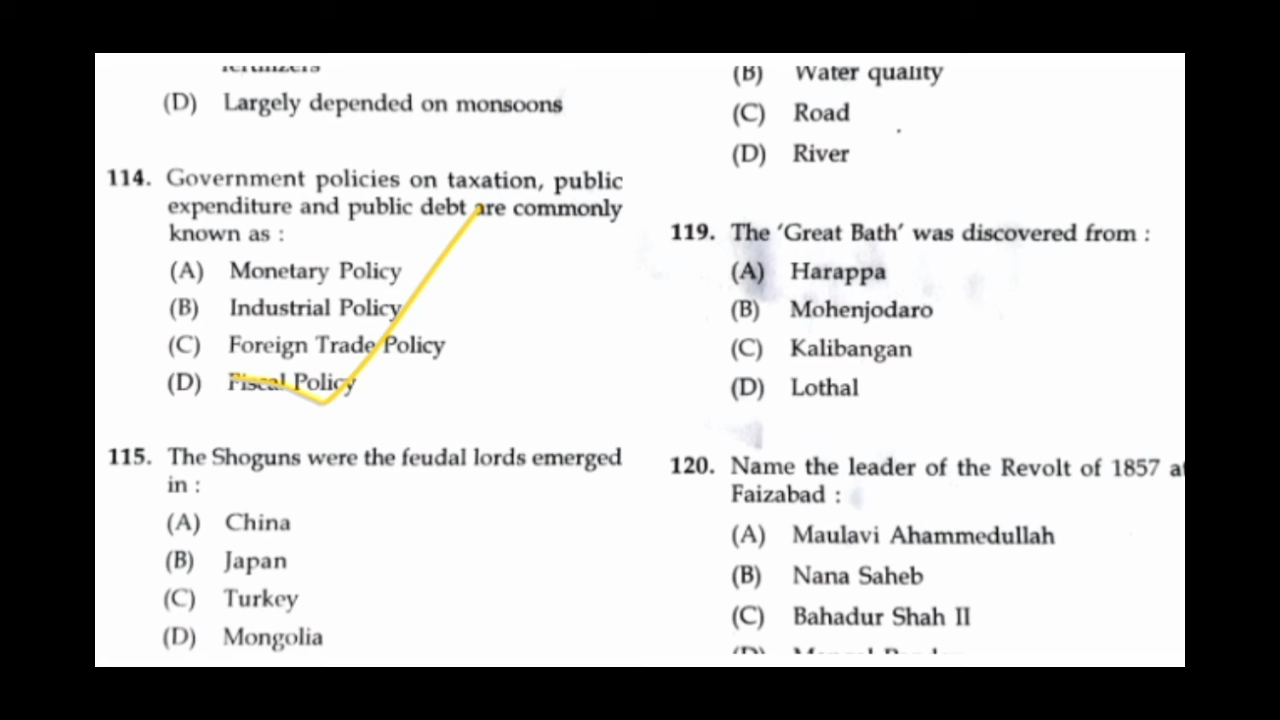 fertilizers
(D) Largely depended on monsoons
114. Government policies on taxation, public
expenditure and public debt are commonly
known as :
(A) Monetary Policy
(B) Industrial Policy
(C) Foreign Trade Policy
(D) Fiscal Policy
115. The Shoguns were the feudal lords emerged
in :
(A) China
(B) Japan
(C) Turkey
(D) Mongolia
(B) Water quality
(C) Road
(D) River
119. The 'Great Bath' was discovered from :
(A) Harappa
(B) Mohenjodaro
(C) Kalibangan
(D) Lothal
120. Name the leader of the Revolt of 1857 at
Faizabad :
(A) Maulavi Ahammedullah
(B) Nana Saheb
(C) Bahadur Shah II
(D)